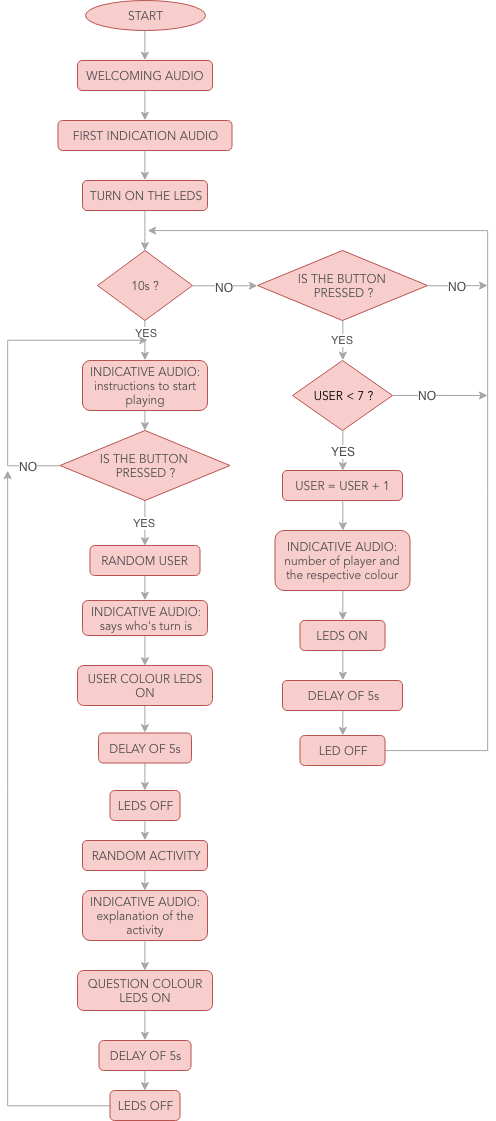 START
WELCOMING AUDIO
FIRST INDICATION AUDIO
TURN ON THE LEDS
10s ?
NO
IS THE BUTTON
PRESSED ?
NO
YES
YES
INDICATIVE AUDIO:
instructions to start
playing
USER < 7 ?
NO
IS THE BUTTON
PRESSED ?
NO
YES
USER = USER + 1
YES
RANDOM USER
INDICATIVE AUDIO:
number of player and
the respective colour
INDICATIVE AUDIO:
says who's turn is
LEDS ON
USER COLOUR LEDS
ON
DELAY OF 5s
DELAY OF 5s
LED OFF
LEDS OFF
RANDOM ACTIVITY
INDICATIVE AUDIO:
explanation of the
activity
QUESTION COLOUR
LEDS ON
DELAY OF 5s
LEDS OFF